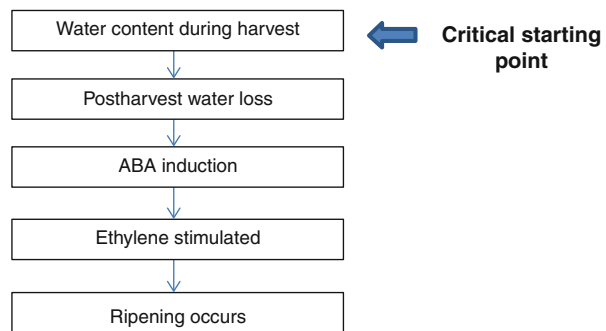 Water content during harvest
Critical starting
point
Postharvest water loss
ABA induction
Ethylene stimulated
Ripening occurs